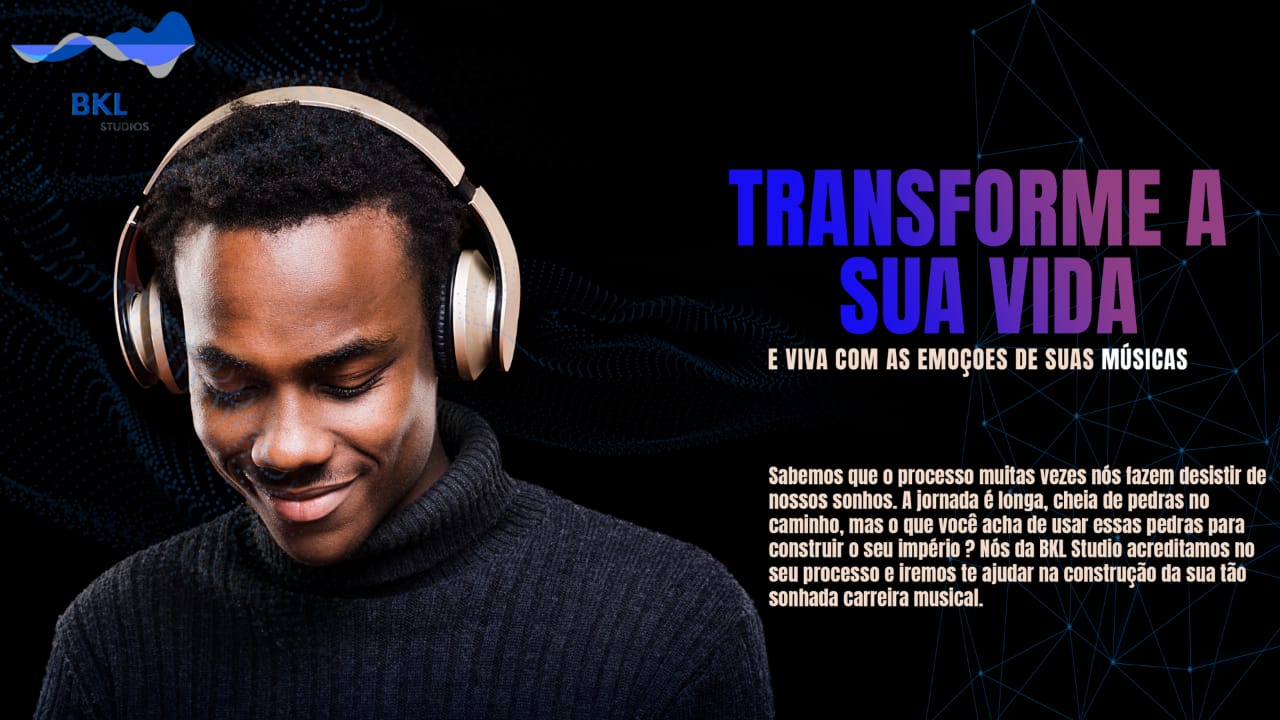 BKL
STUDIOS
TRANSFORME A
SUA VIDA
E VIVA COM AS EMOÇOES DE SUAS MÚSICAS
Sabemos que o processo muitas vezes nós fazem desistir de
nossos sonhos. A jornada é longa, cheia de pedras no
caminho, mas o que você acha de usar essas pedras para
construir o seu império ? Nós da BKL Studio acreditamos no
seu processo e iremos te ajudar na construção da sua tão
sonhada carreira musical.